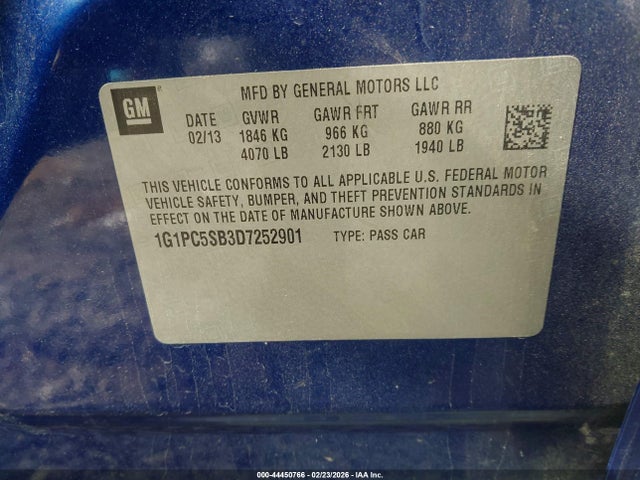 GM
MFD BY GENERAL MOTORS LLC
DATE GVWR GAWR FRT GAWR RR
02/13 1846 KG 966 KG 880 KG
4070 LB 2130 LB 1940 LB
THIS VEHICLE CONFORMS TO ALL APPLICABLE U.S. FEDERAL MOTOR
VEHICLE SAFETY, BUMPER, AND THEFT PREVENTION STANDARDS IN
EFFECT ON THE DATE OF MANUFACTURE SHOWN ABOVE.
1G1PC5SB3D7252901 TYPE: PASS CAR
000-44450766 - 02/23/2026 - IAA Inc.